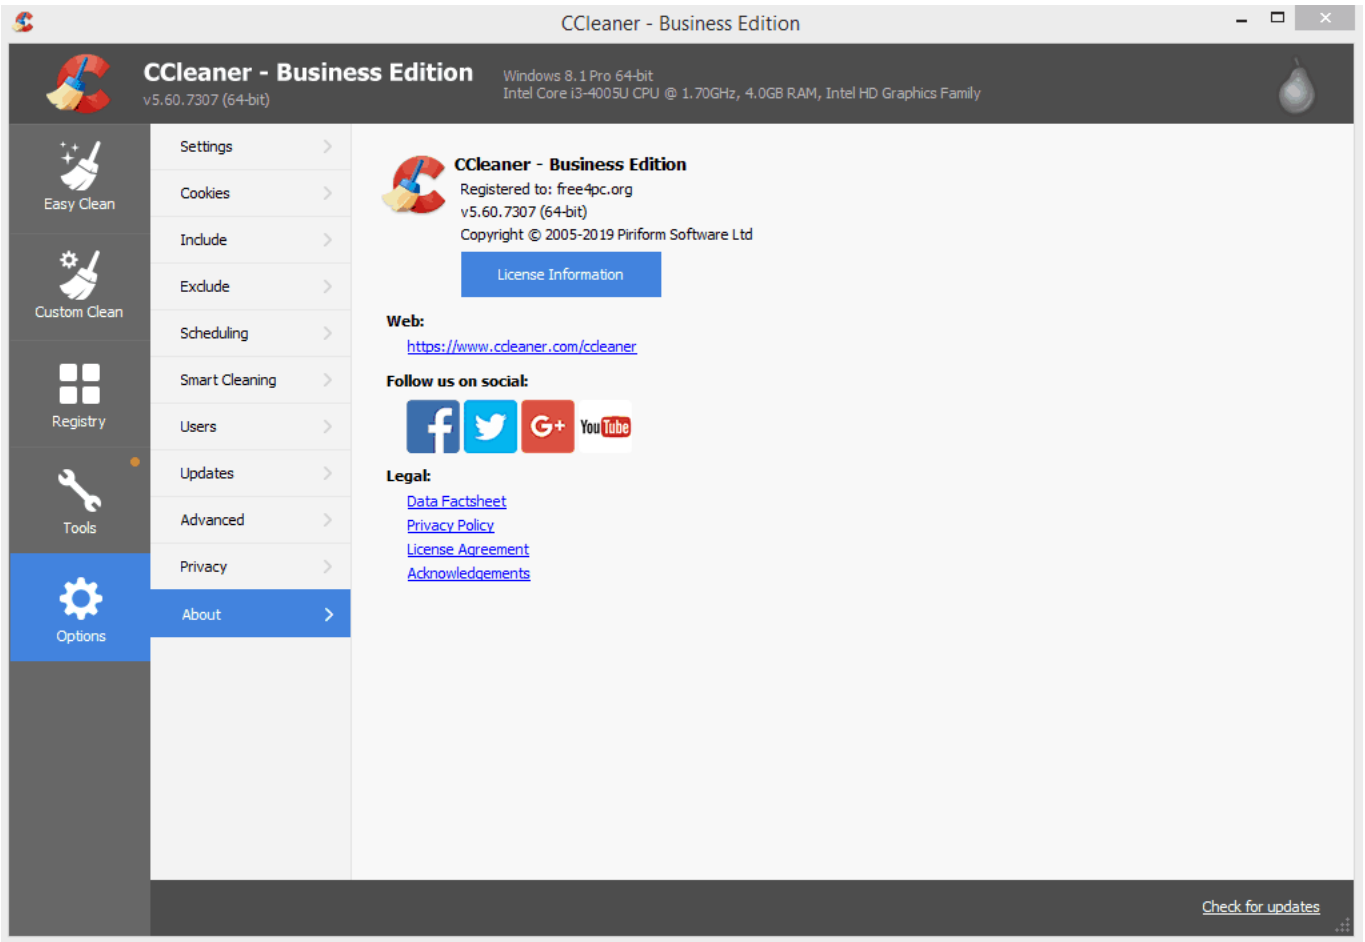 CCleaner - Business Edition
CCleaner - Business Edition
v5.60.7307 (64-bit)
Windows 8.1 Pro 64-bit
Intel Core i3-4005U CPU @ 1.70GHz, 4.0GB RAM, Intel HD Graphics Family
Easy Clean
Custom Clean
Registry
Tools
Options
Settings
Cookies
Include
Exclude
Scheduling
Smart Cleaning
Users
Updates
Advanced
Privacy
About
CCleaner - Business Edition
Registered to: free4pc.org
v5.60.7307 (64-bit)
Copyright © 2005-2019 Piriform Software Ltd
License Information
Web:
https://www.ccleaner.com/ccleaner
Follow us on social:
G+
YouTube
Legal:
Data Factsheet
Privacy Policy
License Agreement
Acknowledgements
Check for updates